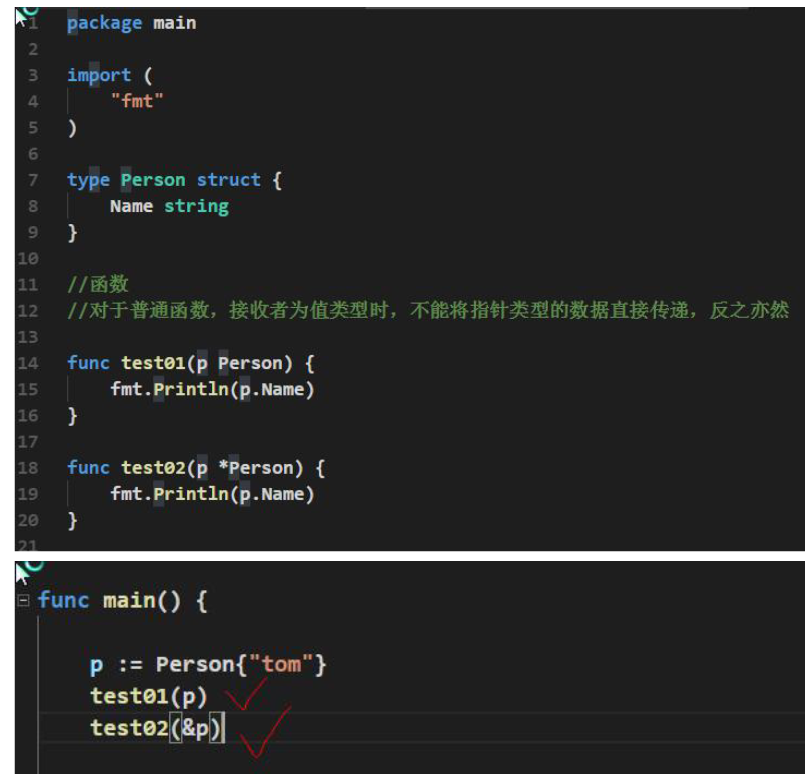 1 package main
2
3 import (
4 "fmt"
5 )
6
7 type Person struct {
8 Name string
9 }
10
11 //函数
12 //对于普通函数，接收者为值类型时，不能将指针类型的数据直接传递，反之亦然
13
14 func test01(p Person) {
15 fmt.Println(p.Name)
16 }
17
18 func test02(p *Person) {
19 fmt.Println(p.Name)
20 }
21
func main() {
p := Person{"tom"}
test01(p)
test02(&p)